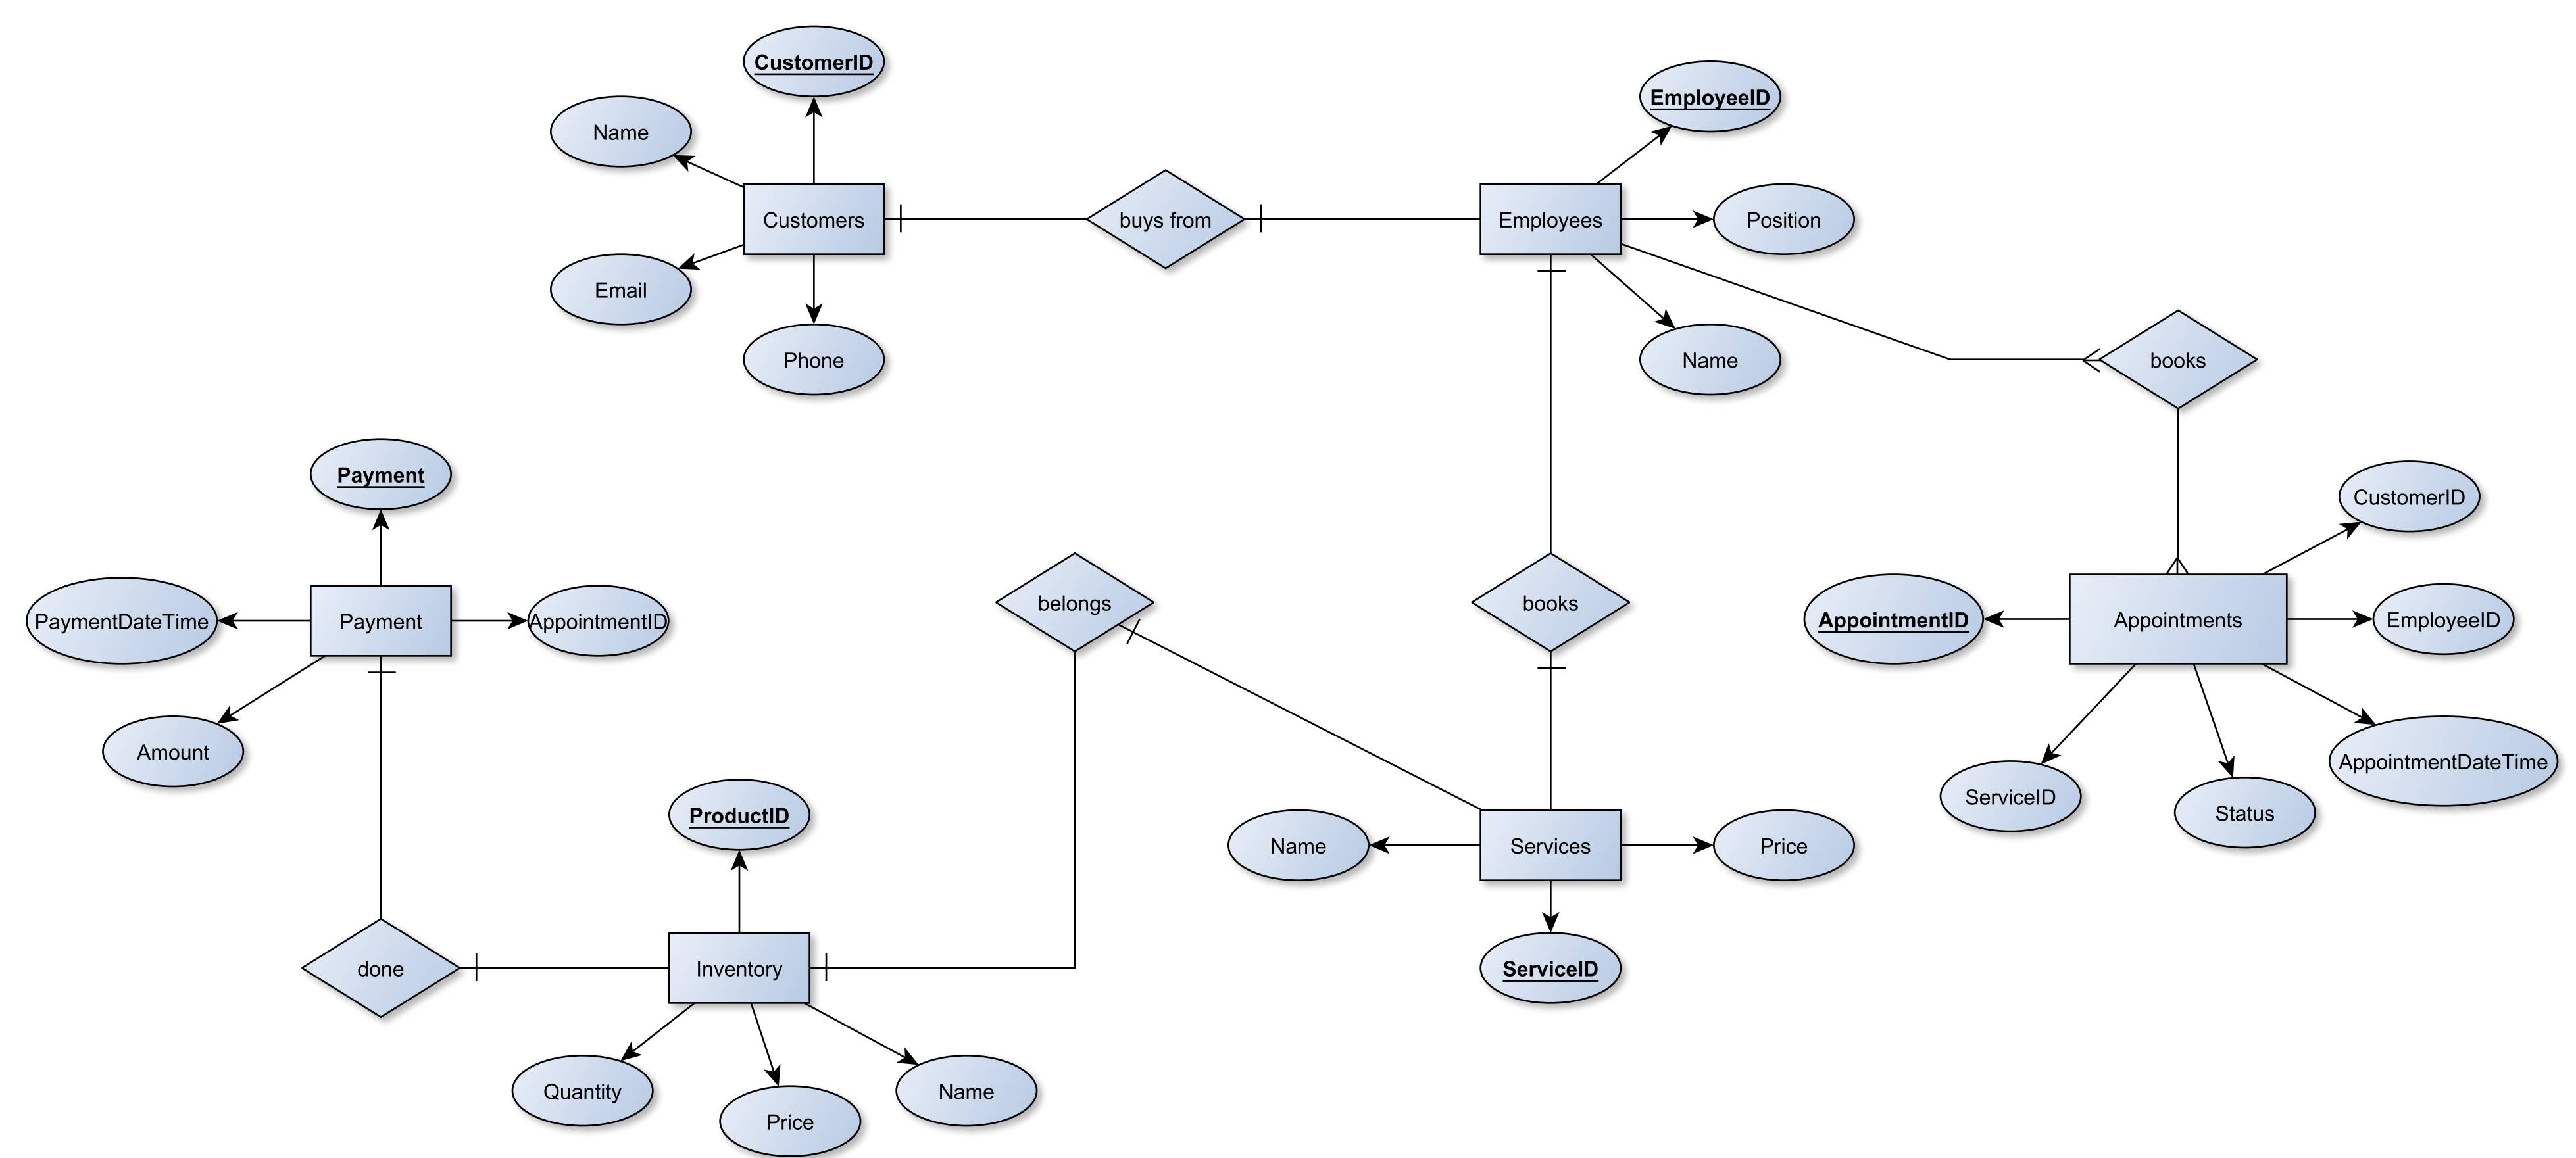 CustomerID
EmployeeID
Name
Customers
buys from
Employees
Position
Email
Phone
Name
books
Payment
CustomerID
PaymentDateTime
Payment
AppointmentID
belongs
books
AppointmentID
Appointments
EmployeeID
Amount
AppointmentDateTime
ServiceID
Status
ProductID
Name
Services
Price
done
Inventory
ServiceID
Quantity
Price
Name